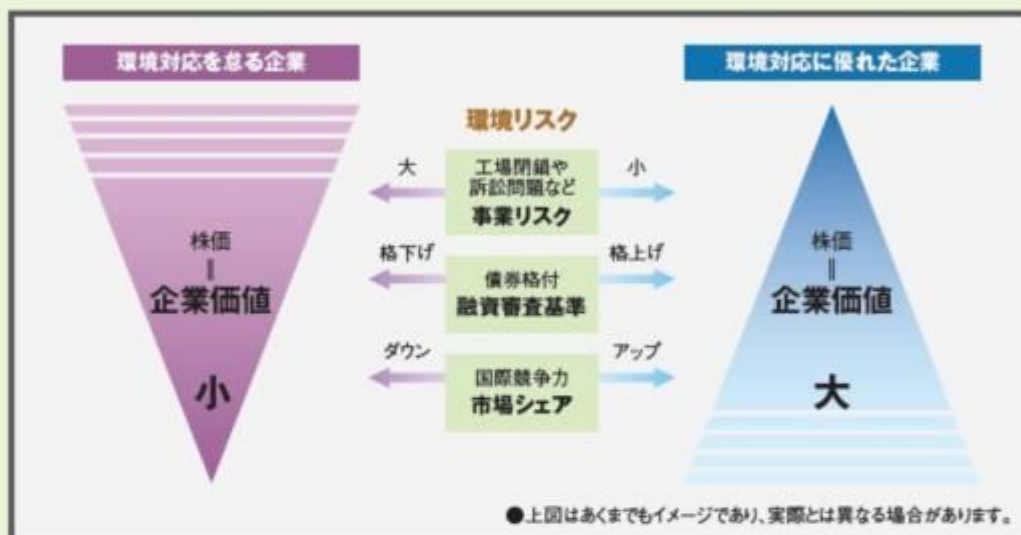 環境対応を怠る企業
環境対応に優れた企業
環境リスク
大
工場閉鎖や
訴訟問題など
事業リスク
小
株価
||
企業価値
小
格下げ
債券格付
融資審査基準
格上げ
ダウン
国際競争力
市場シェア
アップ
株価
||
企業価値
大
●上図はあくまでもイメージであり、実際とは異なる場合があります。